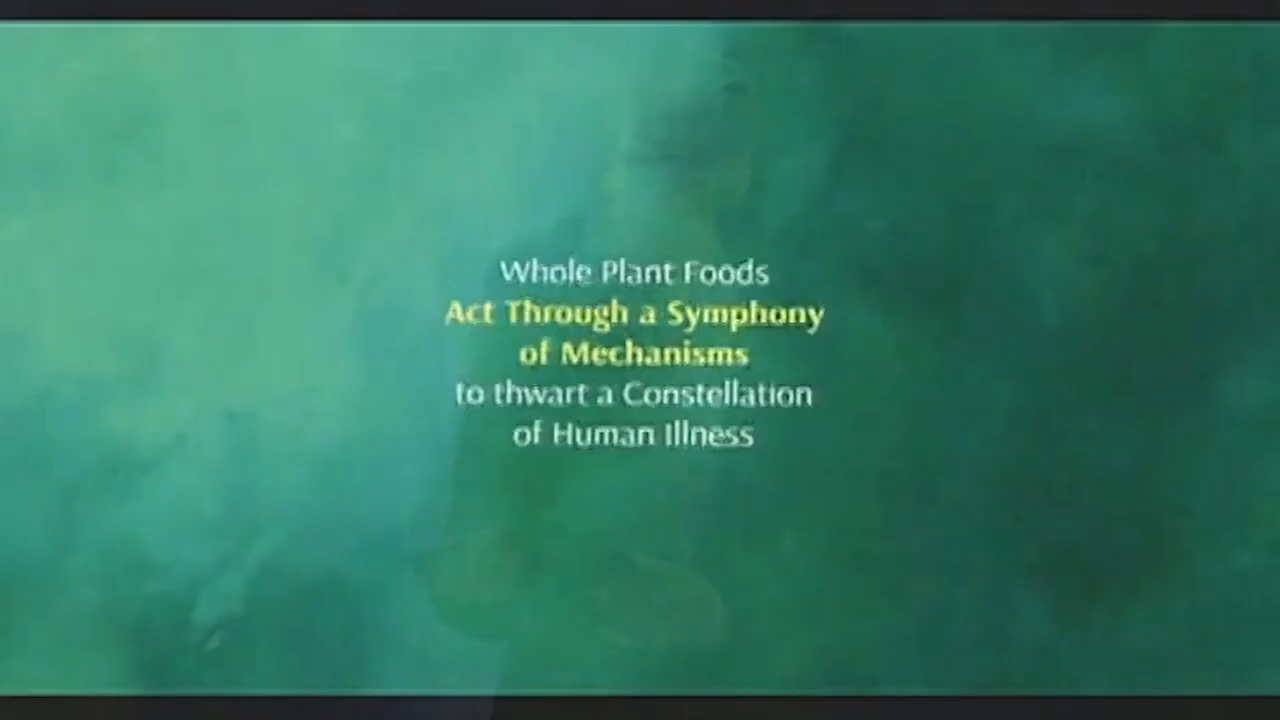 Whole Plant Foods
Act Through a Symphony
of Mechanisms
to thwart a Constellation
of Human Illness